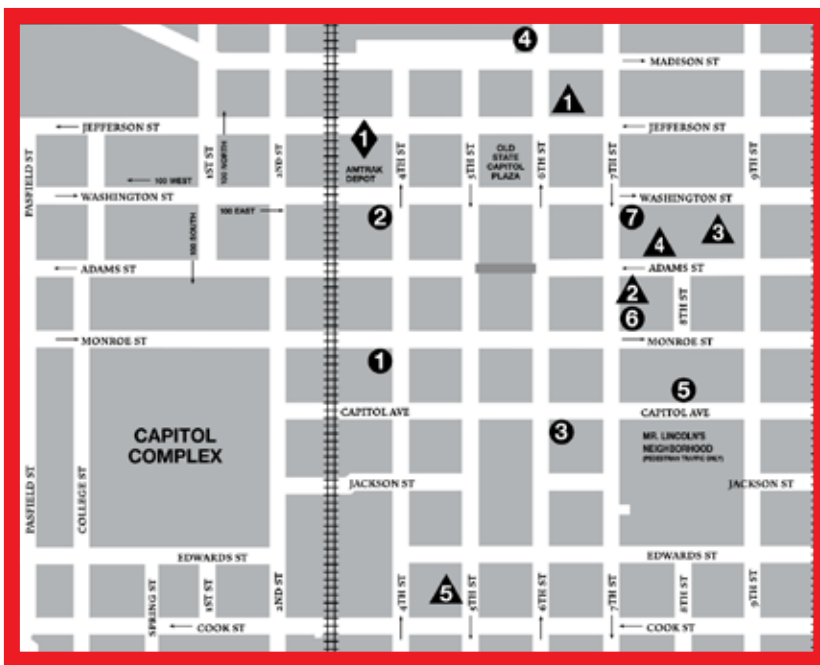 4
MADISON ST
1
← JEFFERSON ST
← JEFFERSON ST
PASFIELD ST
1ST ST
100 NORTH
2ND ST
1
AMTRAK
DEPOT
4TH ST
5TH ST
OLD
STATE
CAPITOL
PLAZA
6TH ST
7TH ST
9TH ST
100 WEST
WASHINGTON ST
WASHINGTON ST
100 EAST
100 SOUTH
2
7
4
3
ADAMS ST
ADAMS ST
2
6
8TH ST
MONROE ST
MONROE ST
1
5
CAPITOL AVE
CAPITOL AVE
CAPITOL
COMPLEX
3
MR. LINCOLN'S
NEIGHBORHOOD
(PEDESTRIAN TRAFFIC ONLY)
PASFIELD ST
COLLEGE ST
JACKSON ST
JACKSON ST
EDWARDS ST
EDWARDS ST
SPRING ST
1ST ST
2ND ST
4TH ST
5
5TH ST
6TH ST
7TH ST
8TH ST
9TH ST
COOK ST
COOK ST